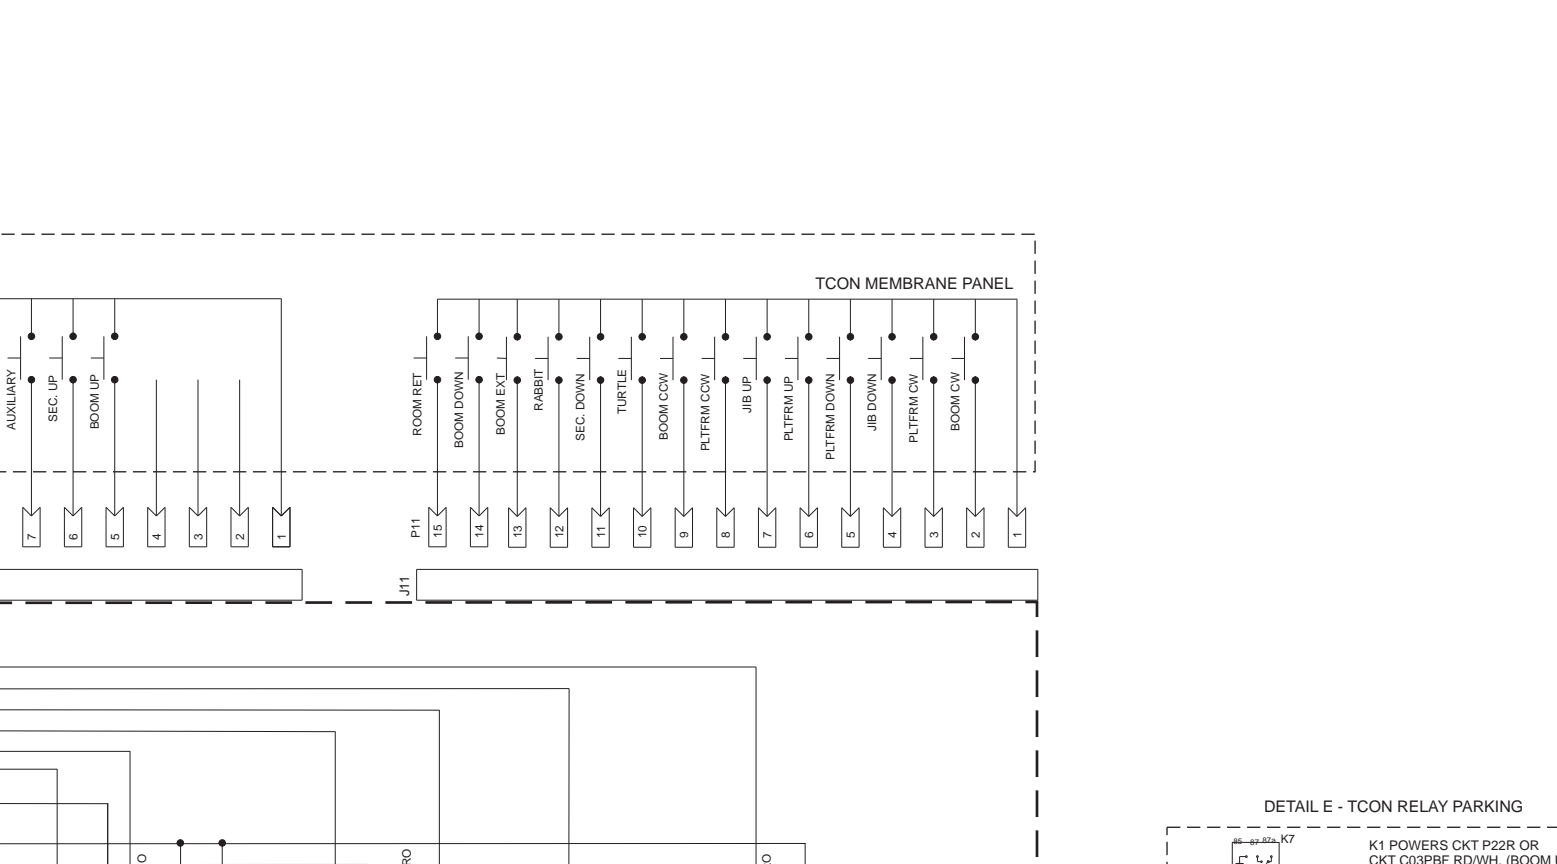 TCON MEMBRANE PANEL
AUXILIARY
SEC. UP
BOOM UP
ROOM RET
BOOM DOWN
BOOM EXT
RABBIT
SEC. DOWN
TURTLE
BOOM CCW
PLTFRM CCW
JIB UP
PLTFRM UP
PLTFRM DOWN
JIB DOWN
PLTFRM CW
BOOM CW
7 6 5 4 3 2 1
P11 15 14 13 12 11 10 9 8 7 6 5 4 3 2 1
J11
DETAIL E - TCON RELAY PARKING
85 87 87a K7
K1 POWERS CKT P22R OR
CKT C03PBF RD/WH. (BOOM